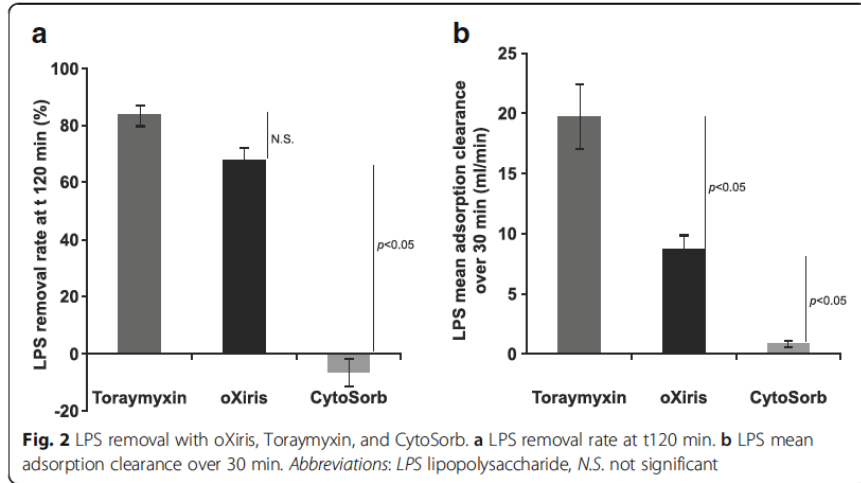 a
LPS removal rate at t 120 min (%)
100
80
60
40
20
0
-20
N.S.
p<0.05
Toraymyxin oXiris CytoSorb
b
LPS mean adsorption clearance
over 30 min (ml/min)
25
20
15
10
5
0
p<0.05
p<0.05
Toraymyxin oXiris CytoSorb
Fig. 2 LPS removal with oXiris, Toraymyxin, and CytoSorb. a LPS removal rate at t120 min. b LPS mean
adsorption clearance over 30 min. Abbreviations: LPS lipopolysaccharide, N.S. not significant